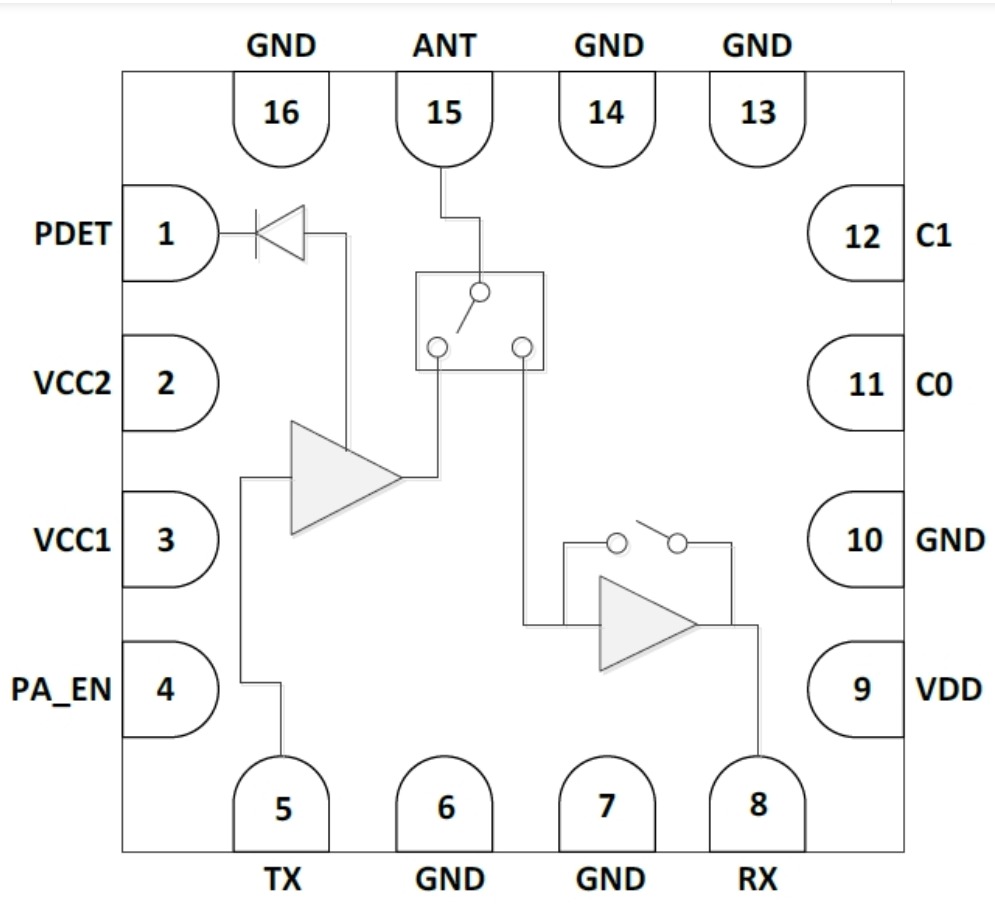 C1
C0
GND
VDD
12
11
10
9
GND
13
8
RX
GND
14
7
GND
ANT
15
6
GND
GND
16
5
TX
1
2
3
4
PDET
VCC2
VCC1
PA_EN